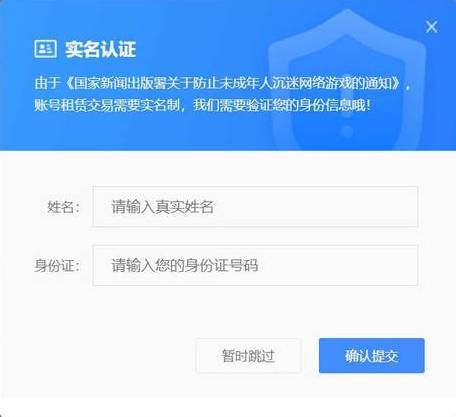 实名认证
由于《国家新闻出版署关于防止未成年人沉迷网络游戏的通知》，
账号租赁交易需要实名制，我们需要验证您的身份信息哦！
姓名： 请输入真实姓名
身份证： 请输入您的身份证号码
暂时跳过 确认提交